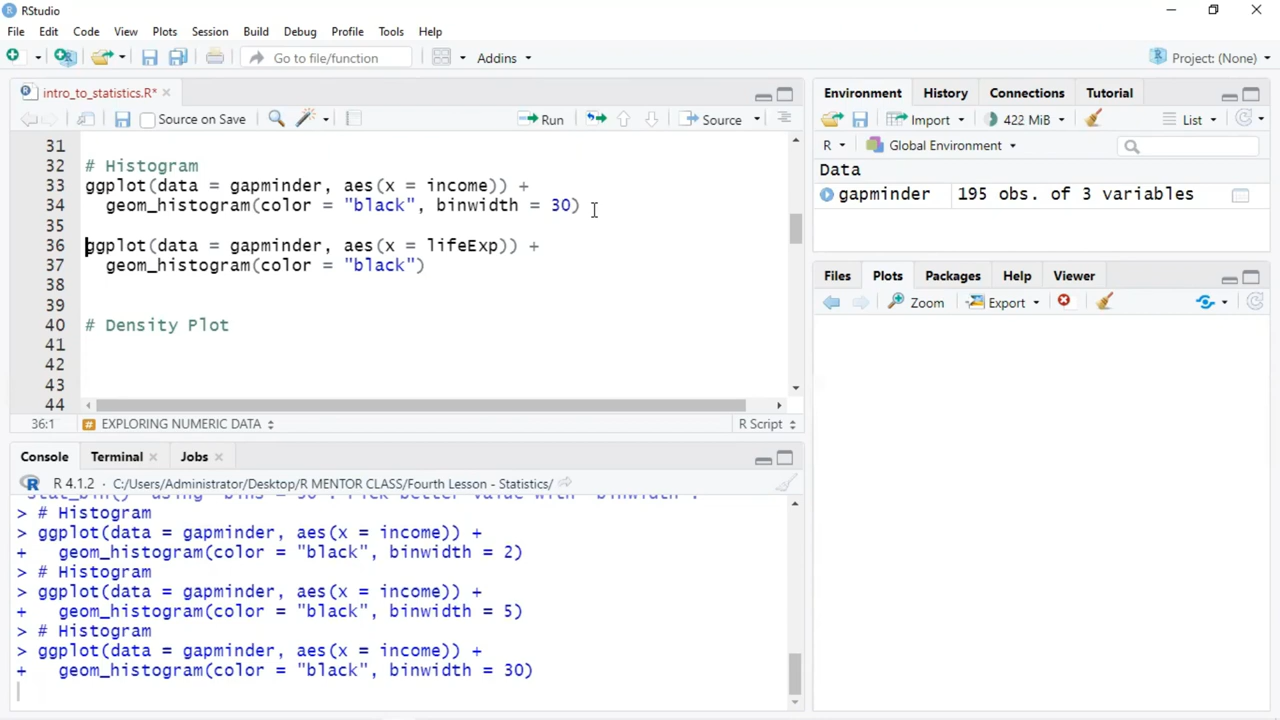 RStudio
File Edit Code View Plots Session Build Debug Profile Tools Help
Go to file/function Addins Project: (None)
intro_to_statistics.R*
Source on Save Run Source
31
32 # Histogram
33 ggplot(data = gapminder, aes(x = income)) +
34 geom_histogram(color = "black", binwidth = 30)
35
36 ggplot(data = gapminder, aes(x = lifeExp)) +
37 geom_histogram(color = "black")
38
39
40 # Density Plot
41
42
43
44
36:1 # EXPLORING NUMERIC DATA R Script
Console Terminal Jobs
R 4.1.2 · C:/Users/Administrator/Desktop/R MENTOR CLASS/Fourth Lesson - Statistics/
> # Histogram
> ggplot(data = gapminder, aes(x = income)) +
+ geom_histogram(color = "black", binwidth = 2)
> # Histogram
> ggplot(data = gapminder, aes(x = income)) +
+ geom_histogram(color = "black", binwidth = 5)
> # Histogram
> ggplot(data = gapminder, aes(x = income)) +
+ geom_histogram(color = "black", binwidth = 30)
Environment History Connections Tutorial
Import 422 MiB List
R Global Environment
Data
gapminder 195 obs. of 3 variables
Files Plots Packages Help Viewer
Zoom Export